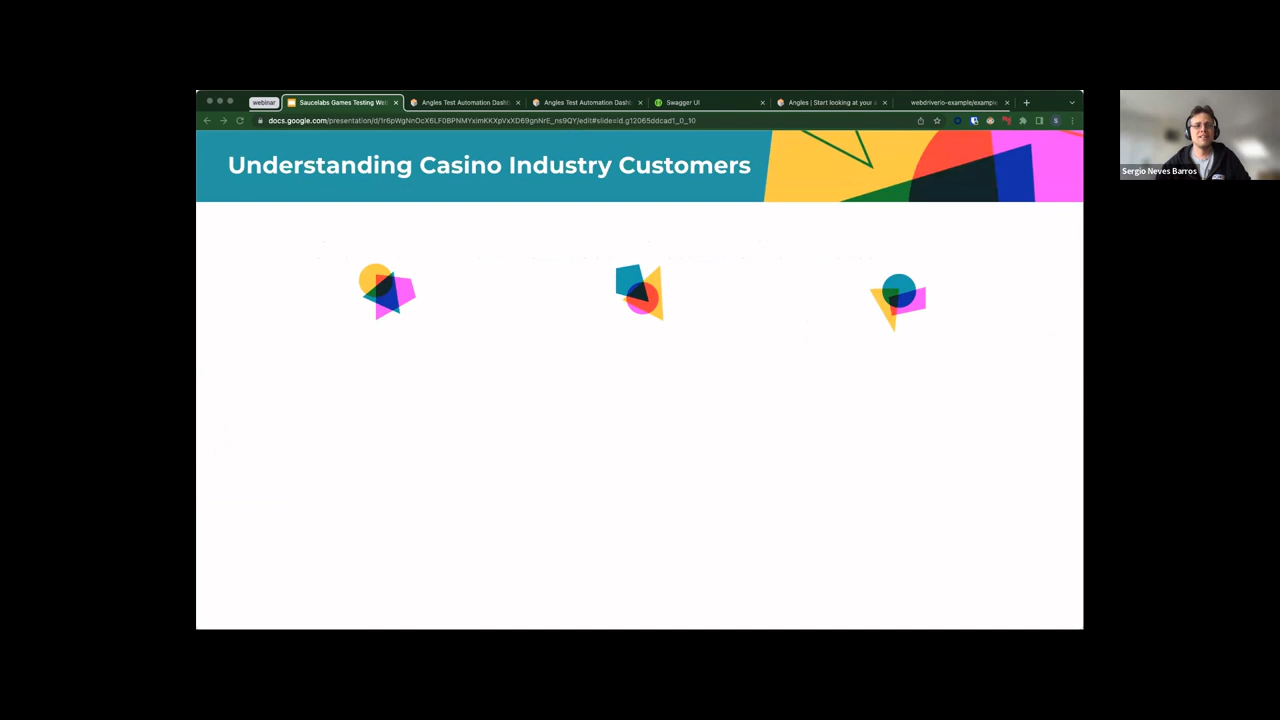 webinar
Saucelabs Games Testing We
Angles Test Automation Dash
Angles Test Automation Dash
Swagger UI
Angles | Start looking at your
webdriverio-example/example
docs.google.com/presentation/d/1r6pWgNnOcX6LF0BPNMYximKKXpVxXD69gnNrE_ns9QY/edit#slide=id.g12065ddcad1_0_10
S
Understanding Casino Industry Customers
Sergio Neves Barros